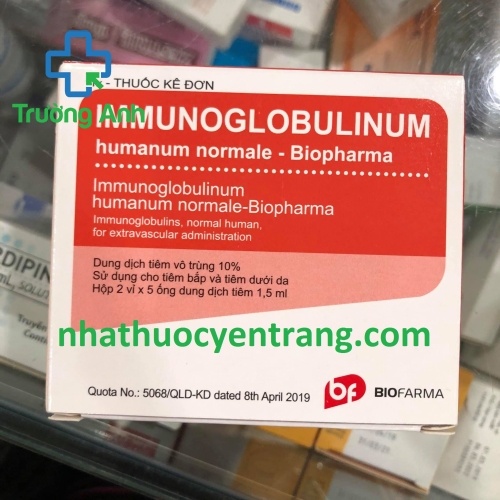 - THUỐC KÊ ĐƠN
Trường Anh
IMMUNOGLOBULINUM
humanum normale - Biopharma
Immunoglobulinum
humanum normale-Biopharma
Immunoglobulins, normal human,
for extravascular administration
Dung dịch tiêm vô trùng 10%
Sử dụng cho tiêm bắp và tiêm dưới da
Hộp 2 vỉ x 5 ống dung dịch tiêm 1,5 ml
nhathuocyentrang.com
Quota No.: 5068/QLD-KD dated 8th April 2019
bf BIOFARMA